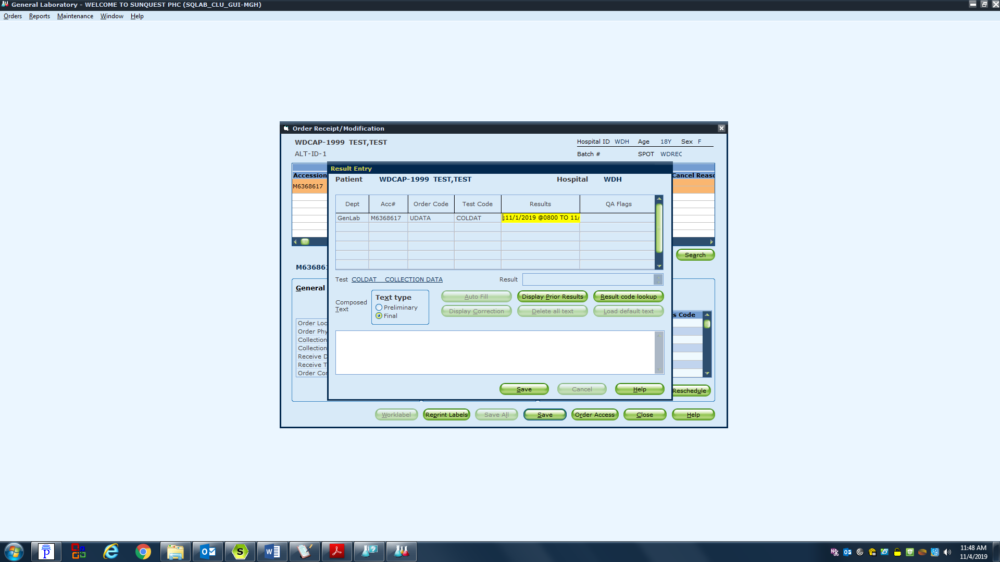 General Laboratory - WELCOME TO SUNQUEST PHC (SQLAB_CLU_GUI-MGH)
Orders Reports Maintenance Window Help
Order Receipt/Modification
WDCAP-1999 TEST,TEST
Hospital ID WDH Age 18Y Sex F
ALT-ID-1
Batch # SPOT WDREC
Result Entry
Accession
Cancel Reaso
Patient WDCAP-1999 TEST,TEST Hospital WDH
M6368617
Dept Acc# Order Code Test Code Results QA Flags
GenLab M6368617 UDATA COLDAT ;11/1/2019 @0800 TO 11/
Search
M636861
Test COLDAT COLLECTION DATA Result
General
Text type
Auto Fill Display Prior Results Result code lookup
Composed
Text
Preliminary
Final
Display Correction Delete all text Load default text
s Code
Order Loc
Order Phy
Collection
Collection
Receive D
Receive T
Order Cor
Save Cancel Help
Reschedule
Worklabel Reprint Labels Save All Save Order Access Close Help
11:48 AM
11/4/2019